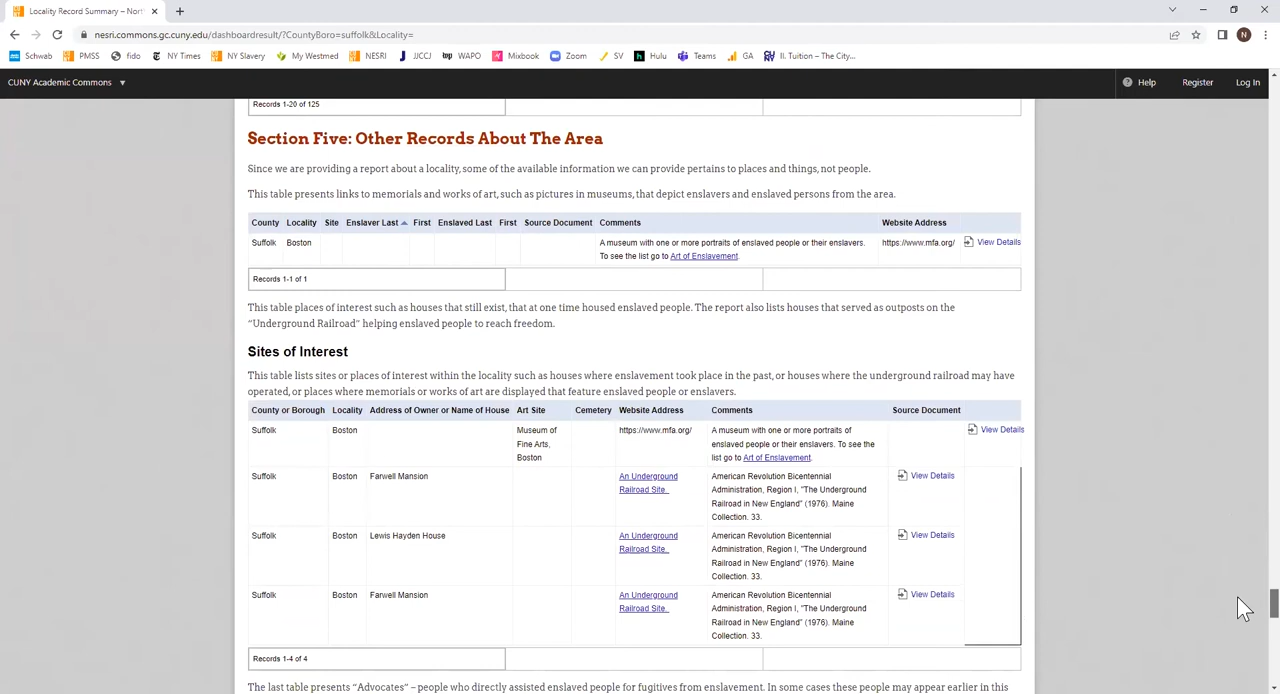 Locality Record Summary – Nort
nesri.commons.gc.cuny.edu/dashboardresult/?CountyBoro=suffolk&Locality=
N
Schwab PMSS fido NY Times NY Slavery My Westmed NESRI JJCCJ WAPO Mixbook Zoom SV Hulu Teams GA II. Tuition – The City...
CUNY Academic Commons Help Register Log In
Records 1-20 of 125
Section Five: Other Records About The Area
Since we are providing a report about a locality, some of the available information we can provide pertains to places and things, not people.
This table presents links to memorials and works of art, such as pictures in museums, that depict enslavers and enslaved persons from the area.
County Locality Site Enslaver Last First Enslaved Last First Source Document Comments Website Address
Suffolk Boston A museum with one or more portraits of enslaved people or their enslavers. https://www.mfa.org/ View Details
To see the list go to Art of Enslavement.
Records 1-1 of 1
This table places of interest such as houses that still exist, that at one time housed enslaved people. The report also lists houses that served as outposts on the
“Underground Railroad” helping enslaved people to reach freedom.
Sites of Interest
This table lists sites or places of interest within the locality such as houses where enslavement took place in the past, or houses where the underground railroad may have
operated, or places where memorials or works of art are displayed that feature enslaved people or enslavers.
County or Borough Locality Address of Owner or Name of House Art Site Cemetery Website Address Comments Source Document
Suffolk Boston Museum of https://www.mfa.org/ A museum with one or more portraits of View Details
Fine Arts, enslaved people or their enslavers. To see the
Boston list go to Art of Enslavement.
Suffolk Boston Farwell Mansion An Underground American Revolution Bicentennial View Details
Railroad Site. Administration, Region I, "The Underground
Railroad in New England" (1976). Maine
Collection. 33.
Suffolk Boston Lewis Hayden House An Underground American Revolution Bicentennial View Details
Railroad Site. Administration, Region I, "The Underground
Railroad in New England" (1976). Maine
Collection. 33.
Suffolk Boston Farwell Mansion An Underground American Revolution Bicentennial View Details
Railroad Site. Administration, Region I, "The Underground
Railroad in New England" (1976). Maine
Collection. 33.
Records 1-4 of 4
The last table presents “Advocates” – people who directly assisted enslaved people for fugitives from enslavement. In some cases these people may appear earlier in this